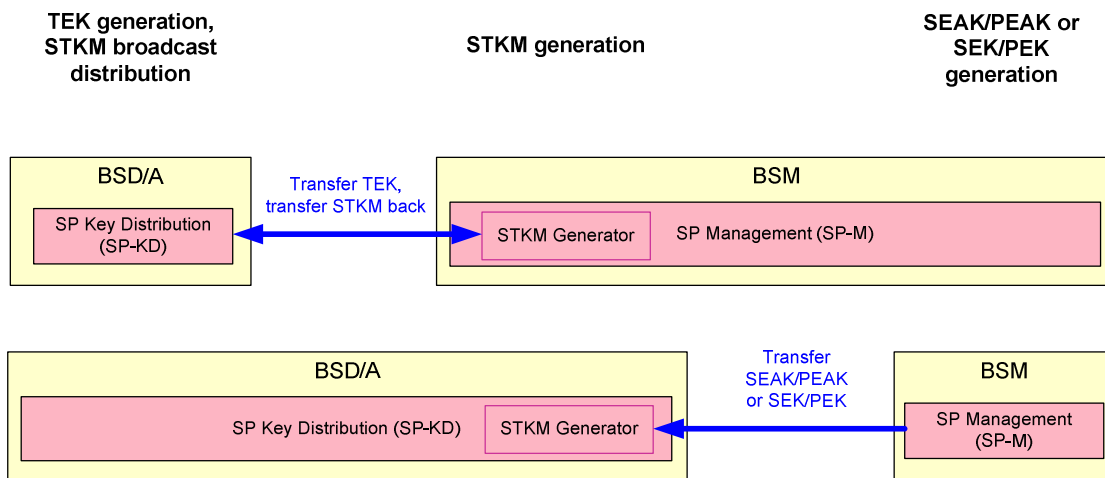 TEK generation,
STKM broadcast
distribution
STKM generation
SEAK/PEAK or
SEK/PEK
generation
BSD/A
SP Key Distribution
(SP-KD)
Transfer TEK,
transfer STKM back
BSM
STKM Generator
SP Management (SP-M)
BSD/A
SP Key Distribution (SP-KD)
STKM Generator
Transfer
SEAK/PEAK
or SEK/PEK
BSM
SP Management
(SP-M)